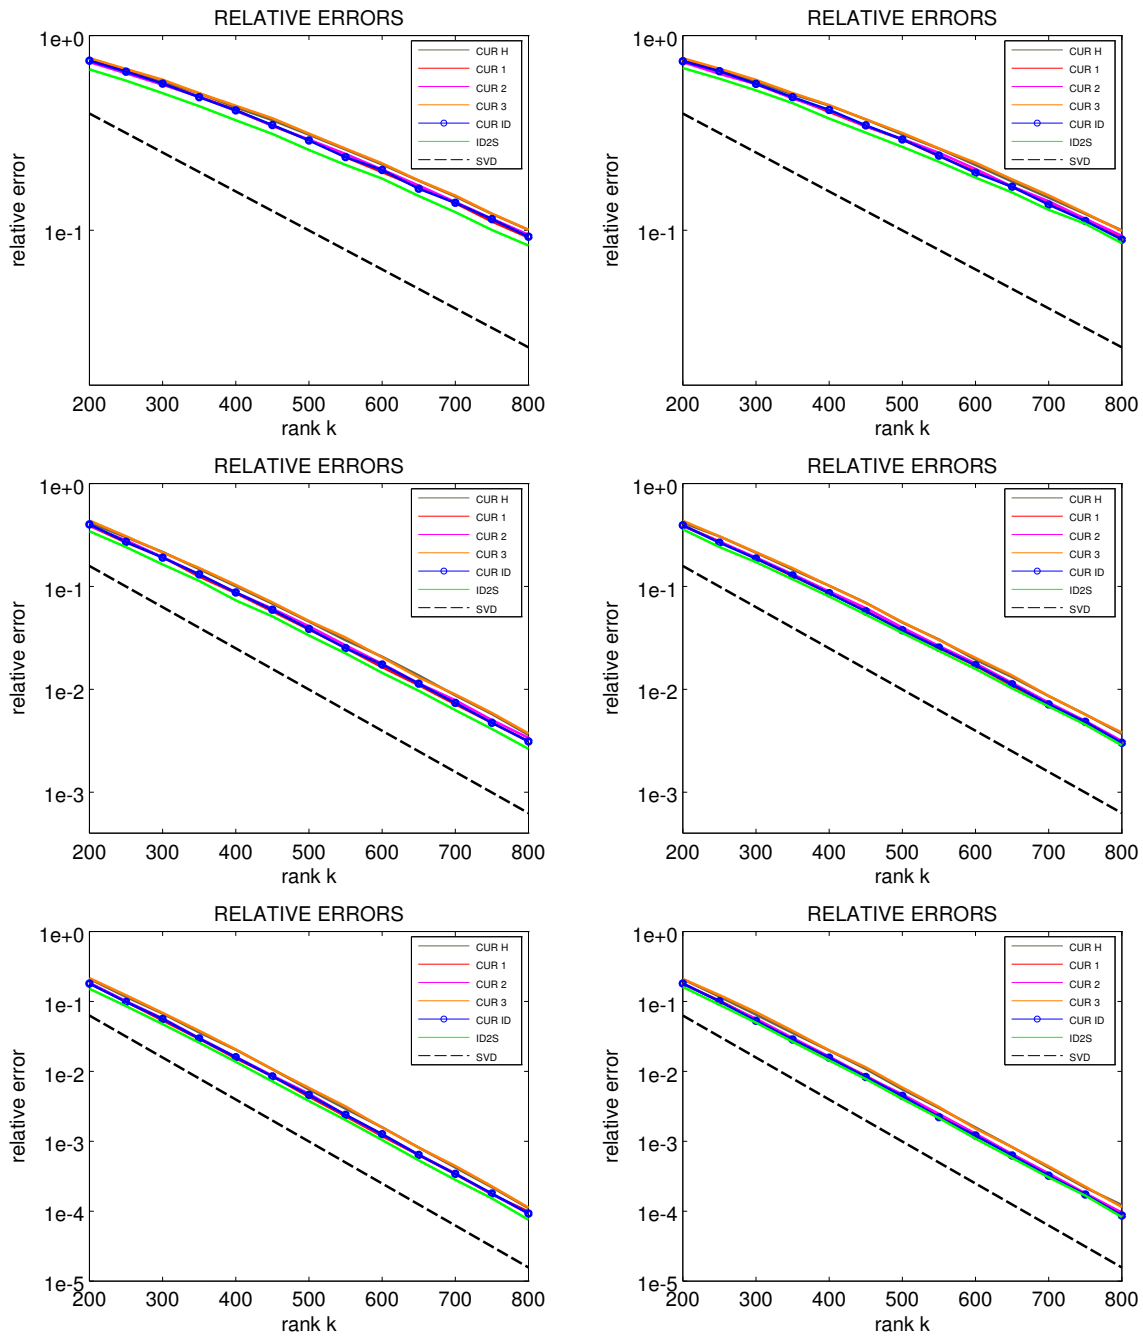 RELATIVE ERRORS
1e+0
1e-1
relative error
CUR H
CUR 1
CUR 2
CUR 3
CUR ID
ID2S
SVD
200 300 400 500 600 700 800
rank k
RELATIVE ERRORS
1e+0
1e-1
relative error
CUR H
CUR 1
CUR 2
CUR 3
CUR ID
ID2S
SVD
200 300 400 500 600 700 800
rank k
RELATIVE ERRORS
1e+0
1e-1
1e-2
1e-3
relative error
CUR H
CUR 1
CUR 2
CUR 3
CUR ID
ID2S
SVD
200 300 400 500 600 700 800
rank k
RELATIVE ERRORS
1e+0
1e-1
1e-2
1e-3
relative error
CUR H
CUR 1
CUR 2
CUR 3
CUR ID
ID2S
SVD
200 300 400 500 600 700 800
rank k
RELATIVE ERRORS
1e+0
1e-1
1e-2
1e-3
1e-4
1e-5
relative error
CUR H
CUR 1
CUR 2
CUR 3
CUR ID
ID2S
SVD
200 300 400 500 600 700 800
rank k
RELATIVE ERRORS
1e+0
1e-1
1e-2
1e-3
1e-4
1e-5
relative error
CUR H
CUR 1
CUR 2
CUR 3
CUR ID
ID2S
SVD
200 300 400 500 600 700 800
rank k